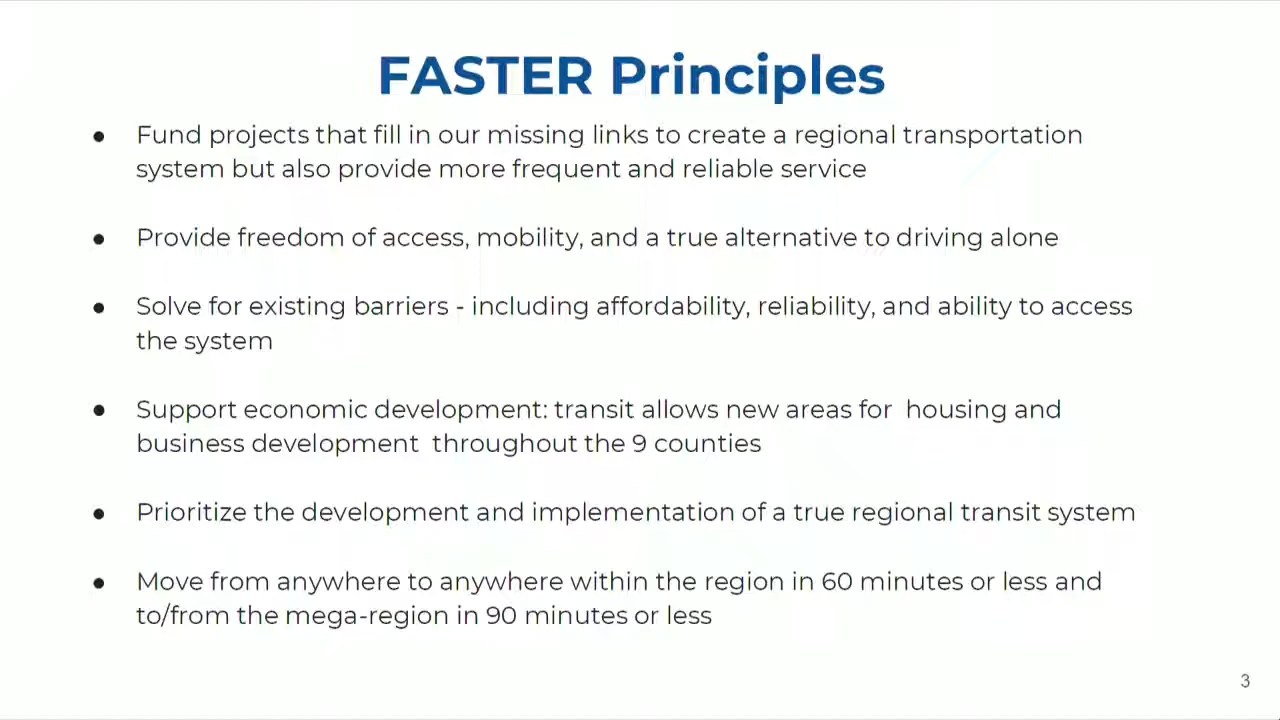 FASTER Principles
● Fund projects that fill in our missing links to create a regional transportation
system but also provide more frequent and reliable service
● Provide freedom of access, mobility, and a true alternative to driving alone
● Solve for existing barriers - including affordability, reliability, and ability to access
the system
● Support economic development: transit allows new areas for  housing and
business development  throughout the 9 counties
● Prioritize the development and implementation of a true regional transit system
● Move from anywhere to anywhere within the region in 60 minutes or less and
to/from the mega-region in 90 minutes or less
3